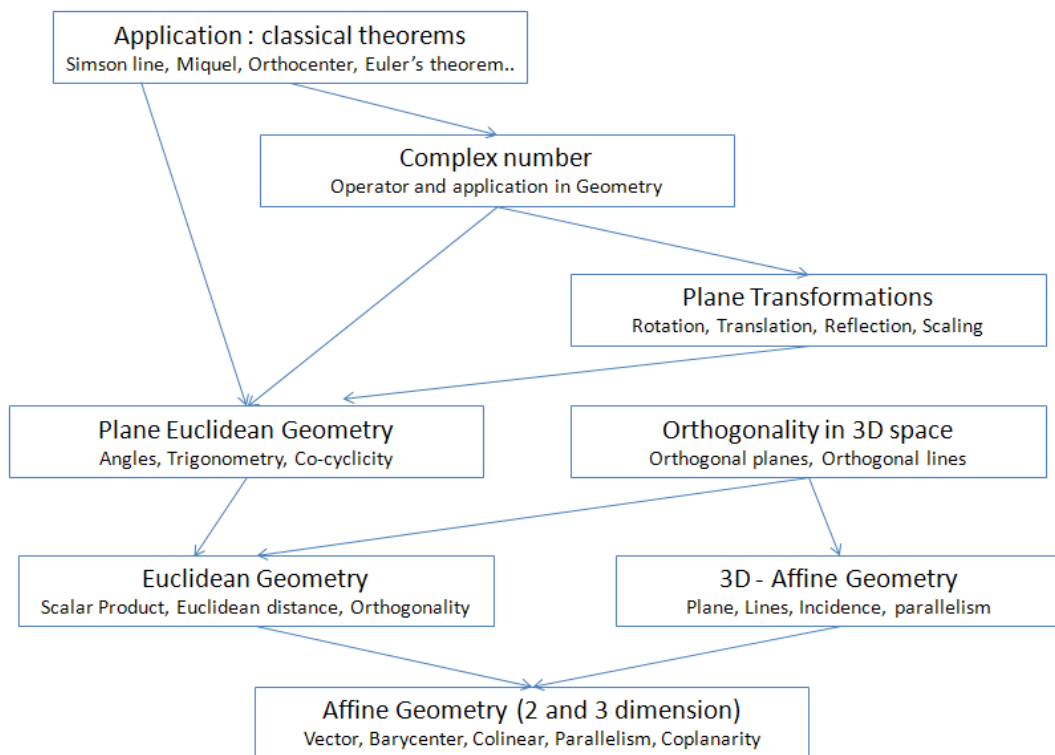 Application : classical theorems
Simson line, Miquel, Orthocenter, Euler's theorem..
Complex number
Operator and application in Geometry
Plane Transformations
Rotation, Translation, Reflection, Scaling
Plane Euclidean Geometry
Angles, Trigonometry, Co-cyclicity
Orthogonality in 3D space
Orthogonal planes, Orthogonal lines
Euclidean Geometry
Scalar Product, Euclidean distance, Orthogonality
3D - Affine Geometry
Plane, Lines, Incidence, parallelism
Affine Geometry (2 and 3 dimension)
Vector, Barycenter, Colinear, Parallelism, Coplanarity